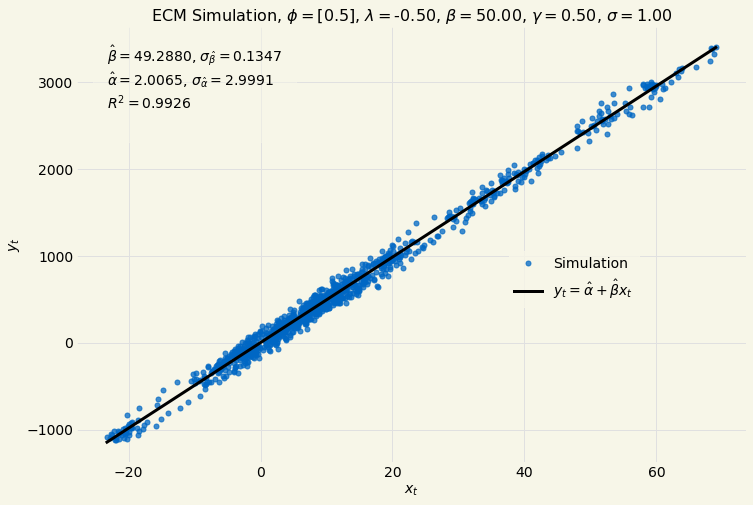 ECM Simulation, ϕ = [0.5], λ = -0.50, β = 50.00, γ = 0.50, σ = 1.00
β̂ = 49.2880, σ_β̂ = 0.1347
α̂ = 2.0065, σ_α̂ = 2.9991
R² = 0.9926
3000
2000
1000
0
−1000
y_t
Simulation
y_t = α̂ + β̂x_t
−20 0 20 40 60
x_t